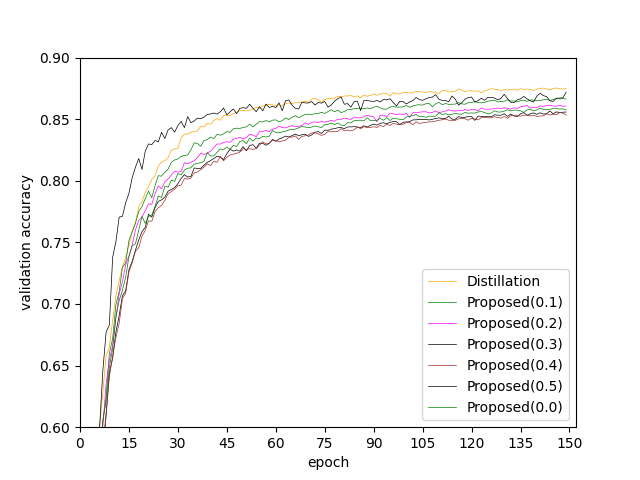 0.90
0.85
0.80
0.75
0.70
0.65
0.60
validation accuracy
0 15 30 45 60 75 90 105 120 135 150
epoch
Distillation
Proposed(0.1)
Proposed(0.2)
Proposed(0.3)
Proposed(0.4)
Proposed(0.5)
Proposed(0.0)